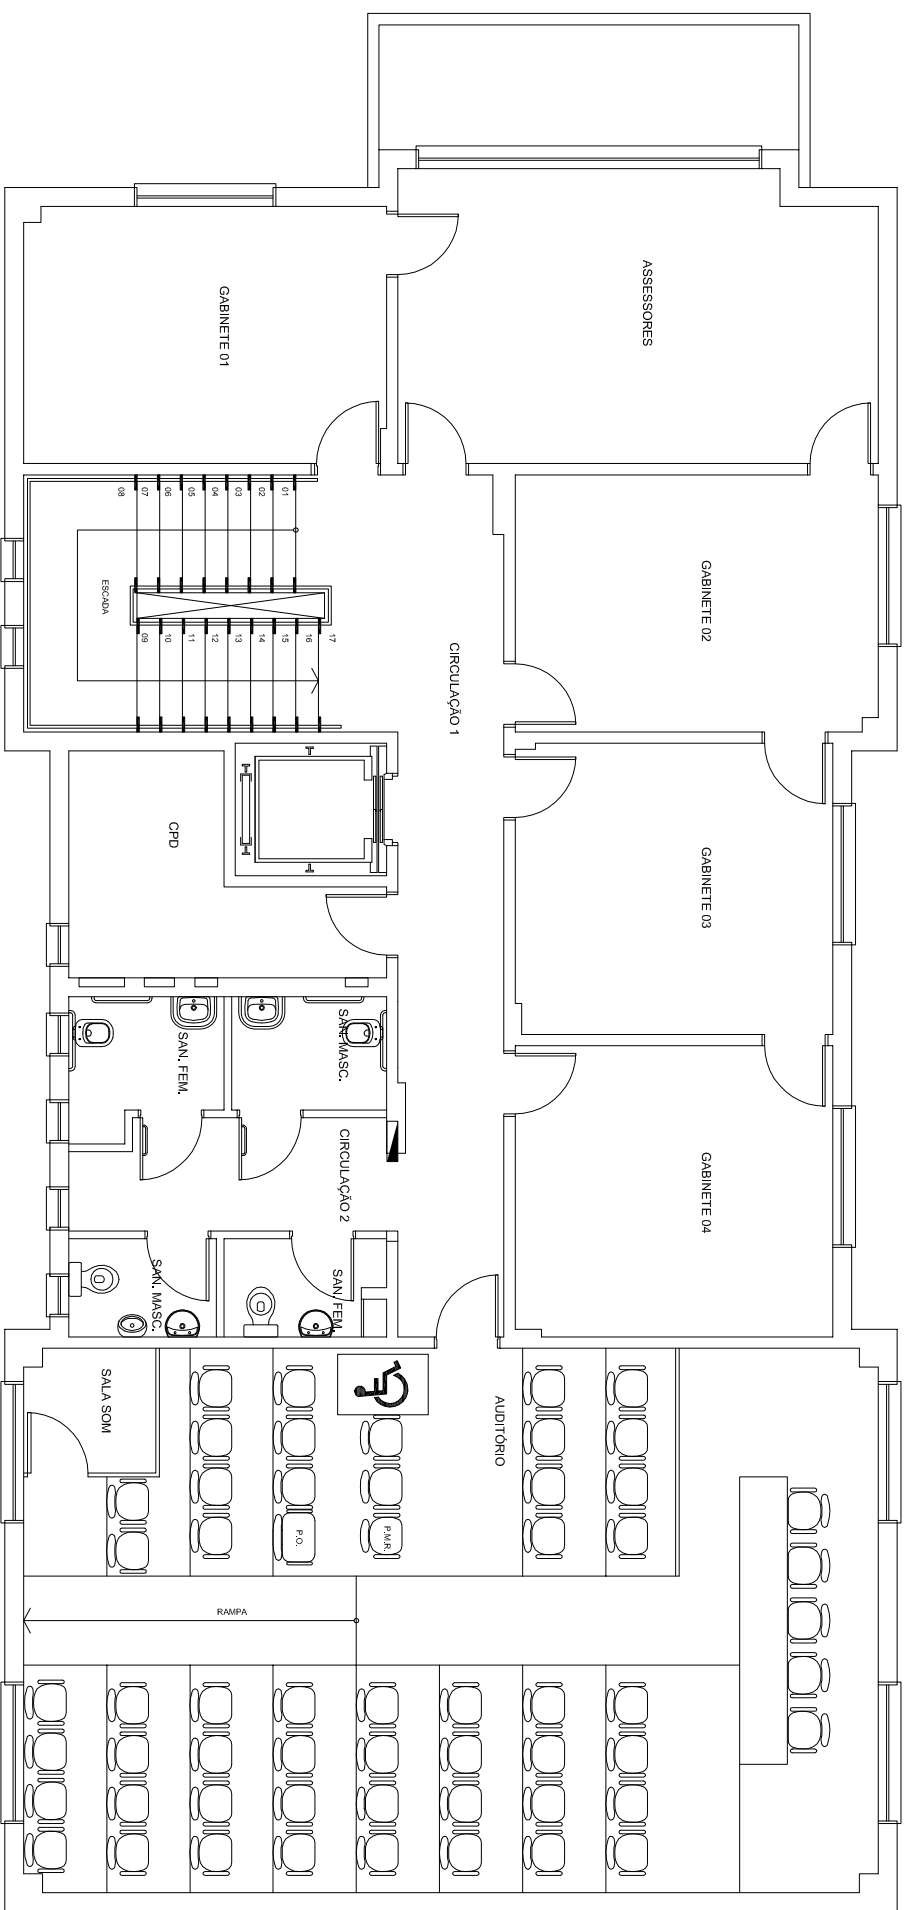 ASSESSORES
GABINETE 01
GABINETE 02
CIRCULAÇÃO 1
ESCADA
01
02
03
04
05
06
07
08
09
10
11
12
13
14
15
16
17
GABINETE 03
CPD
SAN. MASC.
SAN. FEM.
GABINETE 04
CIRCULAÇÃO 2
SAN. FEM.
SAN. MASC.
AUDITÓRIO
SALA SOM
P.M.R.
P.O.
RAMPA